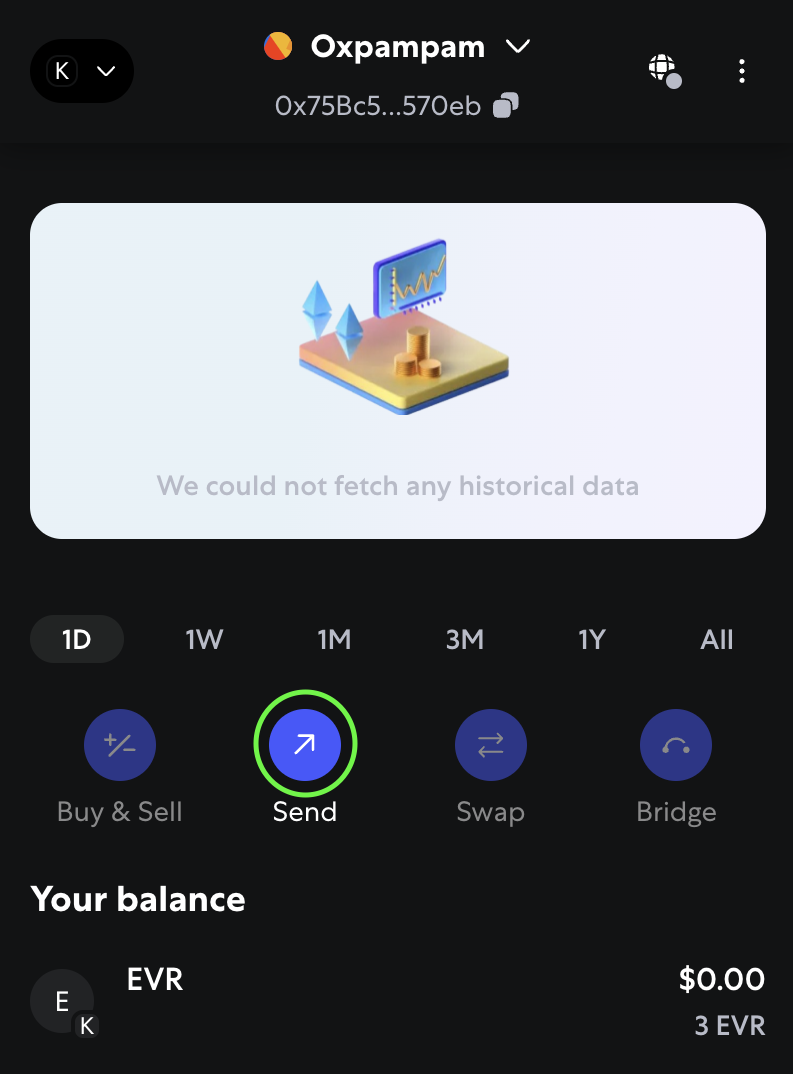 K
Oxpampam
0x75Bc5...570eb
We could not fetch any historical data
1D 1W 1M 3M 1Y All
Buy & Sell Send Swap Bridge
Your balance
E K EVR $0.00
3 EVR